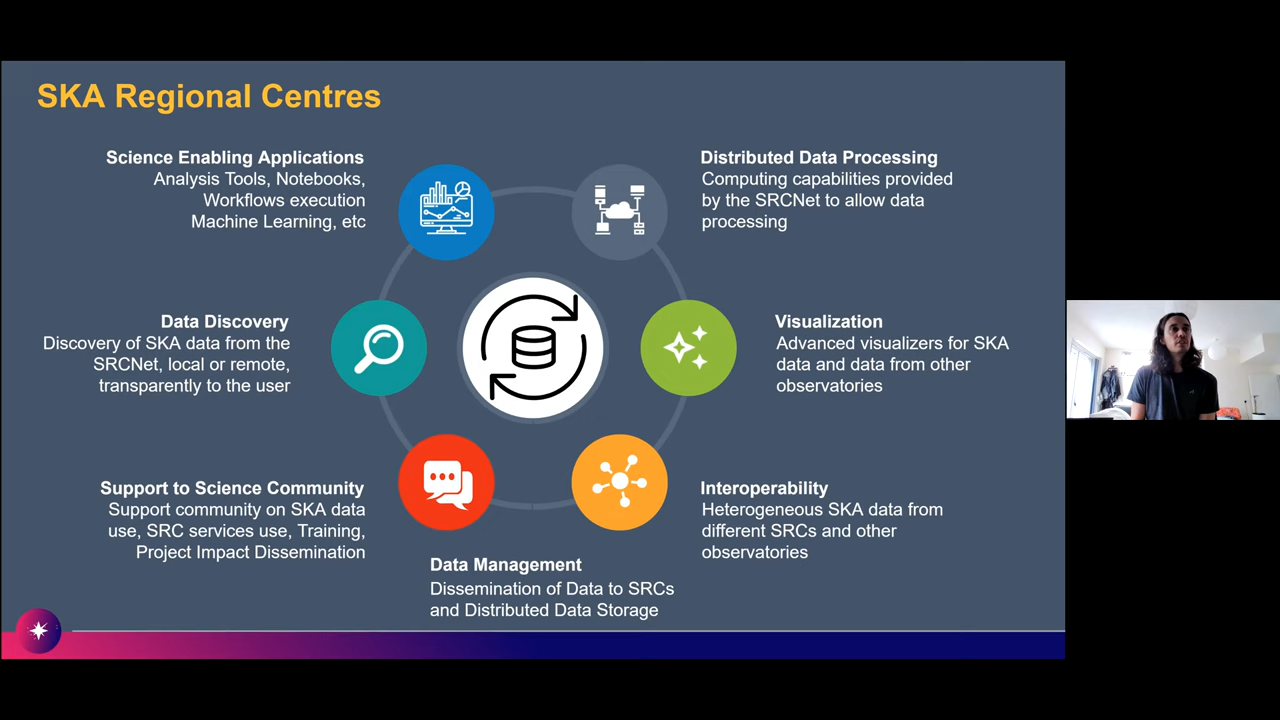 SKA Regional Centres
Science Enabling Applications
Analysis Tools, Notebooks,
Workflows execution
Machine Learning, etc
Distributed Data Processing
Computing capabilities provided
by the SRCNet to allow data
processing
Data Discovery
Discovery of SKA data from the
SRCNet, local or remote,
transparently to the user
Visualization
Advanced visualizers for SKA
data and data from other
observatories
Support to Science Community
Support community on SKA data
use, SRC services use, Training,
Project Impact Dissemination
Interoperability
Heterogeneous SKA data from
different SRCs and other
observatories
Data Management
Dissemination of Data to SRCs
and Distributed Data Storage